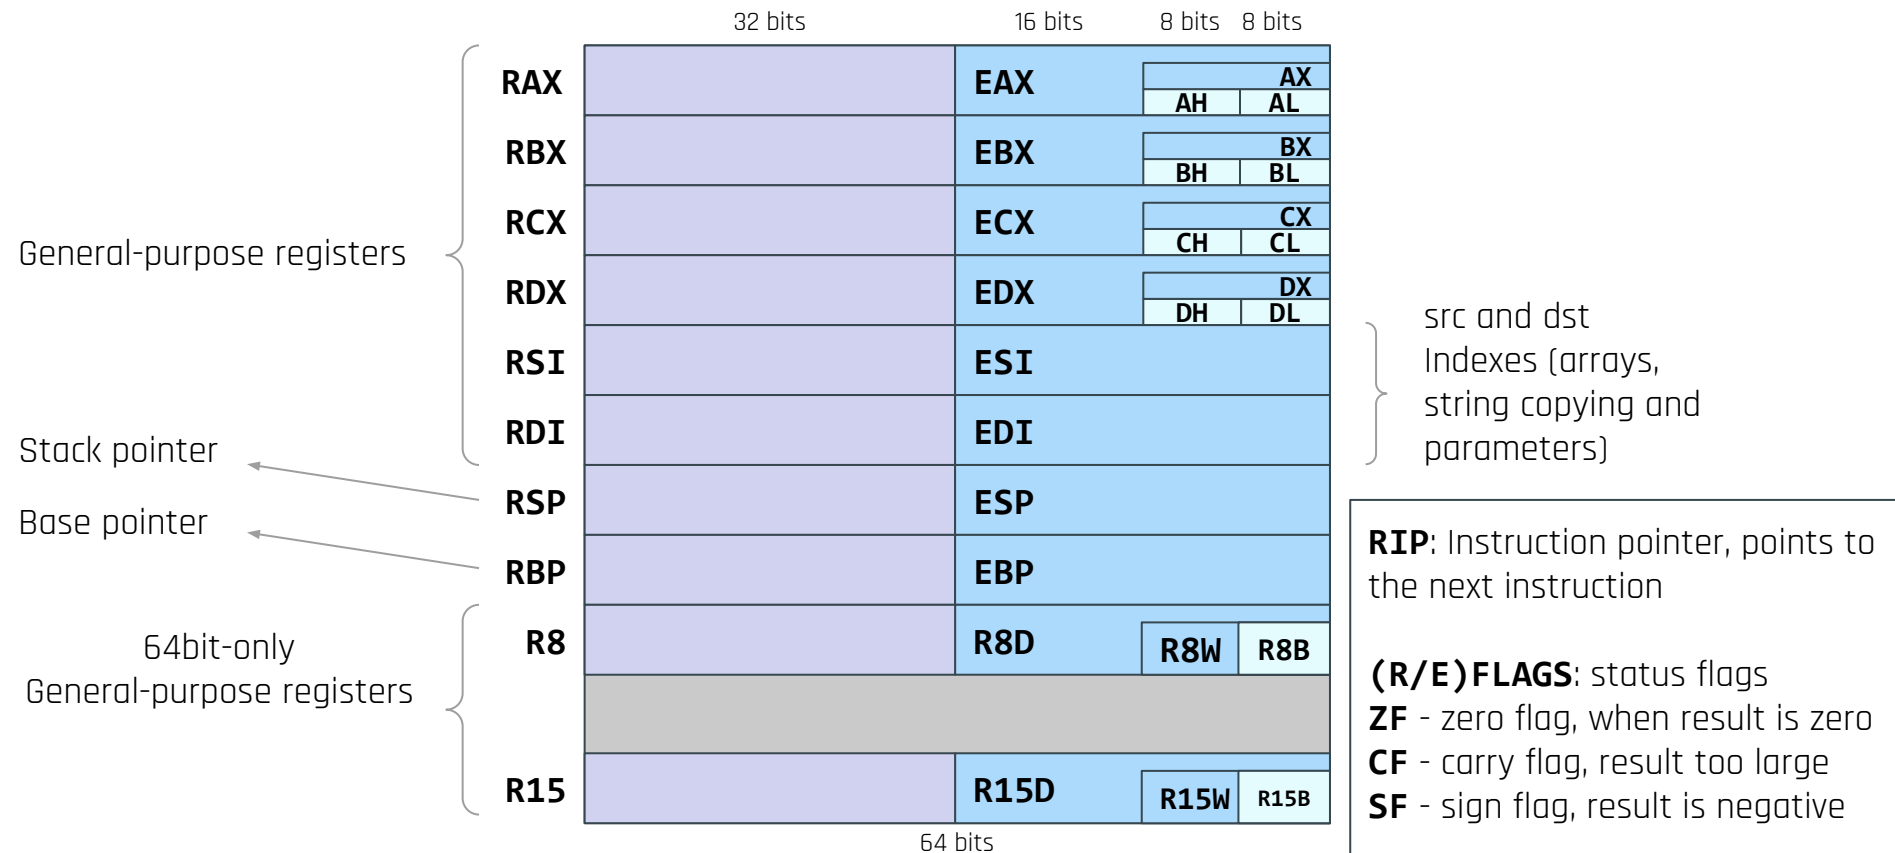 32 bits
16 bits
8 bits
8 bits
RAX
EAX
AX
AH
AL
RBX
EBX
BX
BH
BL
RCX
ECX
CX
CH
CL
General-purpose registers
RDX
EDX
DX
DH
DL
RSI
ESI
src and dst
Indexes (arrays,
string copying and
parameters)
RDI
EDI
Stack pointer
RSP
ESP
Base pointer
RBP
EBP
64bit-only
General-purpose registers
R8
R8D
R8W
R8B
R15
R15D
R15W
R15B
64 bits
RIP: Instruction pointer, points to
the next instruction
(R/E)FLAGS: status flags
ZF - zero flag, when result is zero
CF - carry flag, result too large
SF - sign flag, result is negative